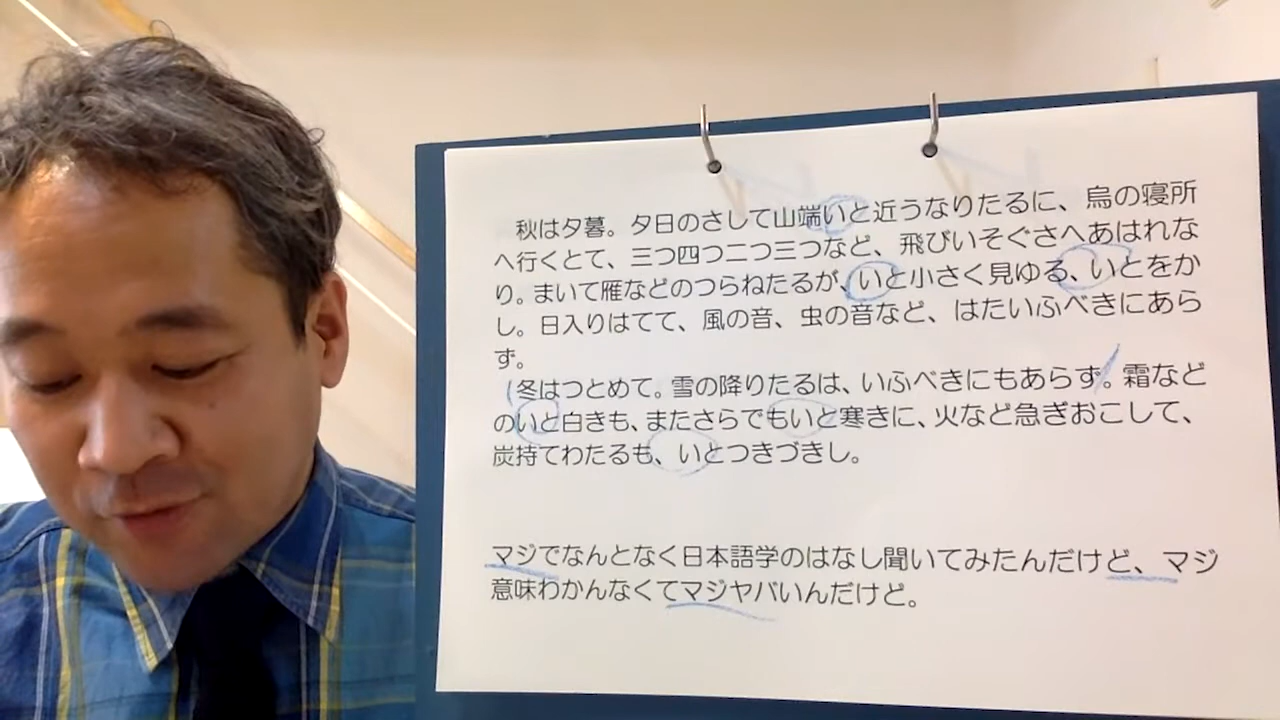 秋は夕暮。夕日のさして山端いと近うなりたるに、烏の寝所
へ行くとて、三つ四つ二つ三つなど、飛びいそぐさへあはれな
り。まいて雁などのつらねたるが、いと小さく見ゆる、いとをか
し。日入りはてて、風の音、虫の音など、はたいふべきにあら
ず。
冬はつとめて。雪の降りたるは、いふべきにもあらず。霜など
のいと白きも、またさらでもいと寒きに、火など急ぎおこして、
炭持てわたるも、いとつきづきし。
マジでなんとなく日本語学のはなし聞いてみたんだけど、マジ
意味わかんなくてマジヤバいんだけど。